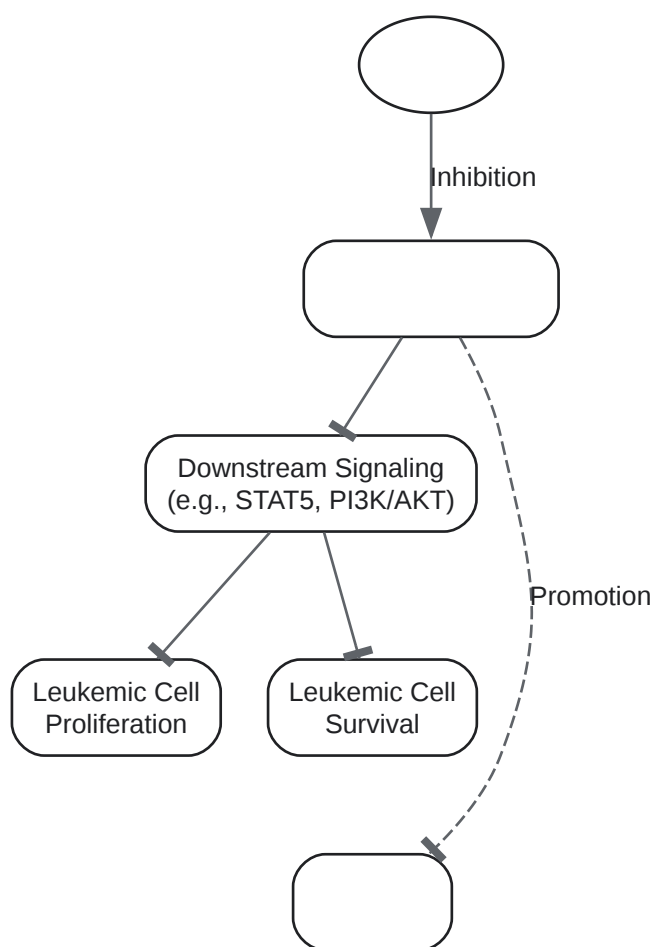 Inhibition
Downstream Signaling
(e.g., STAT5, PI3K/AKT)
Promotion
Leukemic Cell
Proliferation
Leukemic Cell
Survival